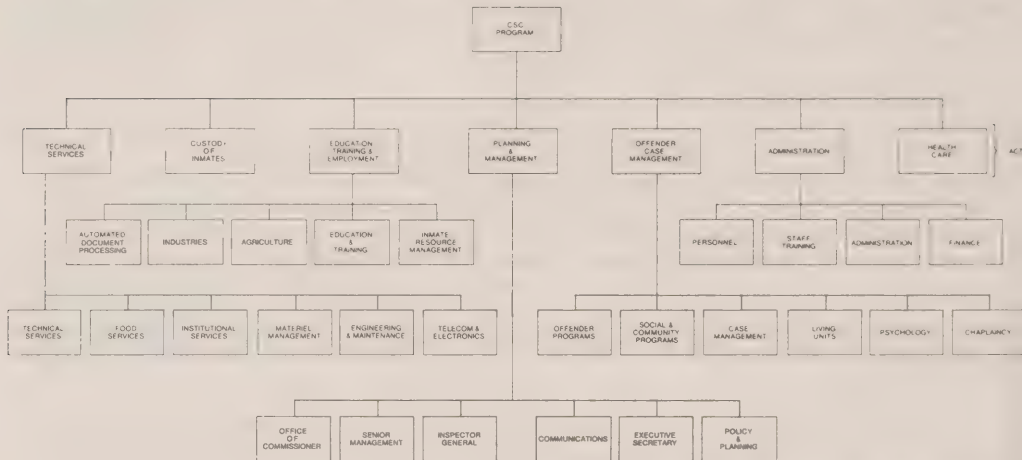 CSC
PROGRAM
TECHNICAL
SERVICES
CUSTODY
OF
INMATES
EDUCATION
TRAINING &
EMPLOYMENT
PLANNING
&
MANAGEMENT
OFFENDER
CASE
MANAGEMENT
ADMINISTRATION
HEALTH
CARE
AUTOMATED
DOCUMENT
PROCESSING
INDUSTRIES
AGRICULTURE
EDUCATION
&
TRAINING
INMATE
RESOURCE
MANAGEMENT
PERSONNEL
STAFF
TRAINING
ADMINISTRATION
FINANCE
TECHNICAL
SERVICES
FOOD
SERVICES
INSTITUTIONAL
SERVICES
MATERIEL
MANAGEMENT
ENGINEERING
& MAINTENANCE
TELECOM &
ELECTRONICS
OFFENDER
PROGRAMS
SOCIAL &
COMMUNITY
PROGRAMS
CASE
MANAGEMENT
LIVING
UNITS
PSYCHOLOGY
CHAPLAINCY
OFFICE
OF
COMMISSIONER
SENIOR
MANAGEMENT
INSPECTOR
GENERAL
COMMUNICATIONS
EXECUTIVE
SECRETARY
POLICY
&
PLANNING